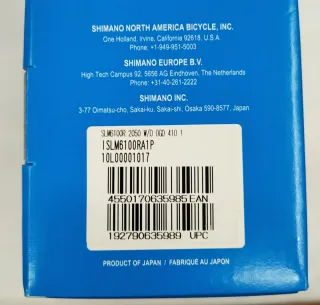 SHIMANO NORTH AMERICA BICYCLE, INC.
One Holland, Irvine, California 92618, U.S.A.
Phone: +1-949-951-5003
SHIMANO EUROPE B.V.
High Tech Campus 92, 5656 AG Eindhoven, The Netherlands
Phone: +31-40-261-2222
SHIMANO INC.
3-77 Oimatsu-cho, Sakai-ku, Sakai-shi, Osaka 590-8577, Japan
SLM6100R 2050 W/O OGD 410 I
ISLM6100RA1P
10L00001017
4550170635985 EAN
192790635989 UPC
PRODUCT OF JAPAN / FABRIQUÉ AU JAPON